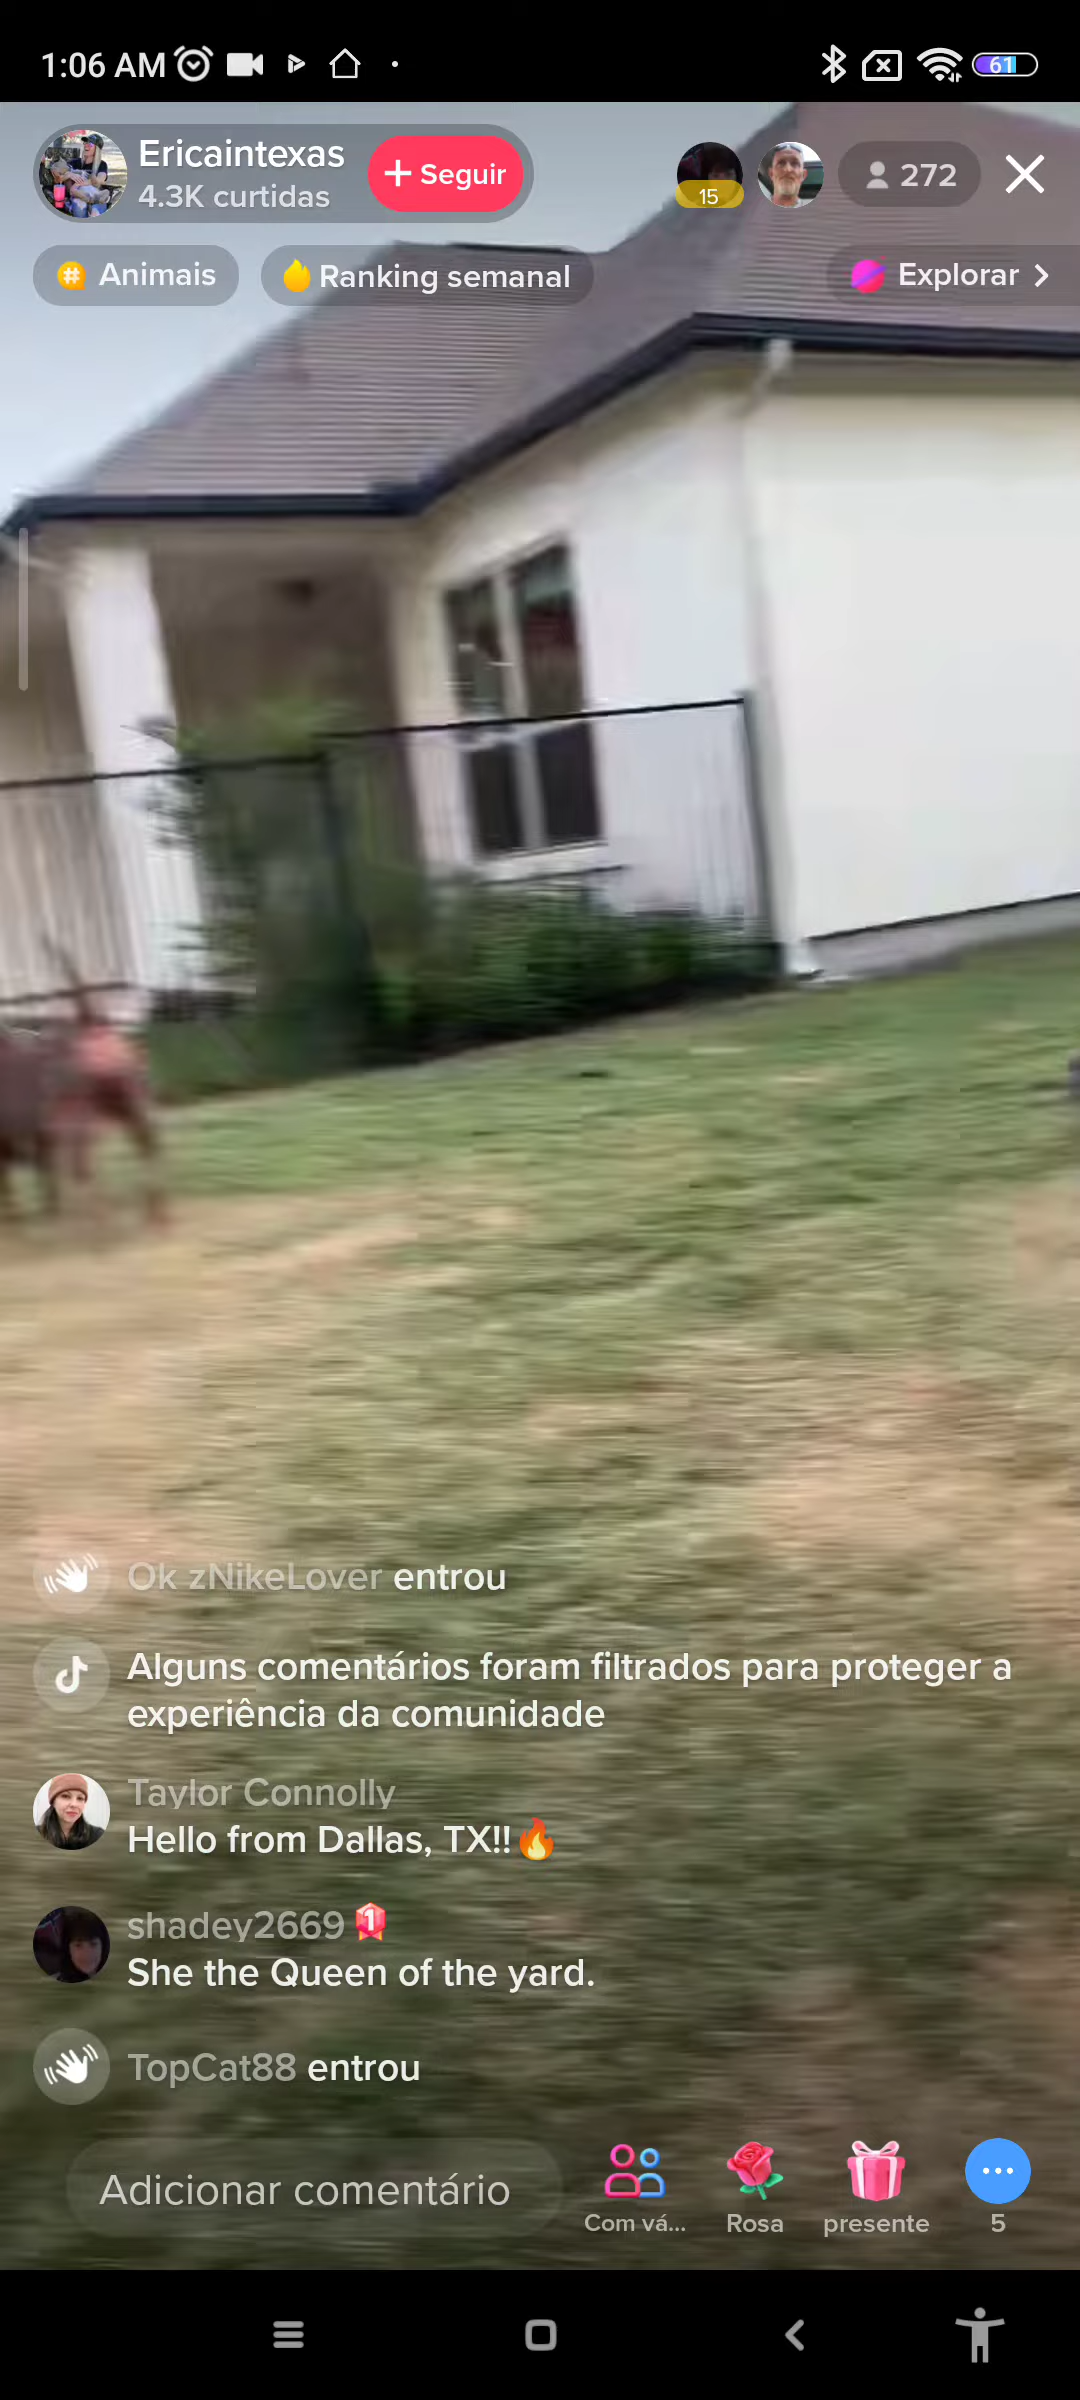 1:06 AM
61
Ericaintexas
4.3K curtidas
+ Seguir
15
272
Animais
Ranking semanal
Explorar >
Ok zNikeLover entrou
Alguns comentários foram filtrados para proteger a
experiência da comunidade
Taylor Connolly
Hello from Dallas, TX!!🔥
shadey2669 1
She the Queen of the yard.
TopCat88 entrou
Adicionar comentário
Com vá...
Rosa
presente
5